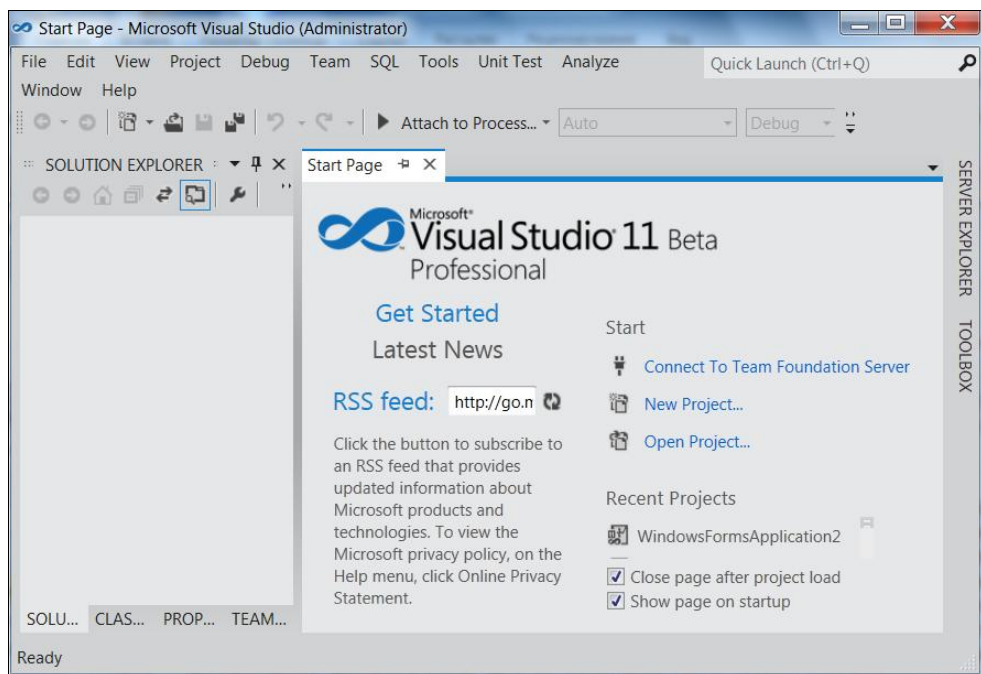 Start Page - Microsoft Visual Studio (Administrator)
File Edit View Project Debug Team SQL Tools Unit Test Analyze
Quick Launch (Ctrl+Q)
Window Help
Attach to Process...
Auto
Debug
SOLUTION EXPLORER
Start Page
Microsoft®
Visual Studio® 11 Beta
Professional
Get Started
Latest News
RSS feed: http://go.m
Click the button to subscribe to
an RSS feed that provides
updated information about
Microsoft products and
technologies. To view the
Microsoft privacy policy, on the
Help menu, click Online Privacy
Statement.
Start
Connect To Team Foundation Server
New Project...
Open Project...
Recent Projects
WindowsFormsApplication2
Close page after project load
Show page on startup
SERVER EXPLORER
TOOLBOX
SOLU... CLAS... PROP... TEAM...
Ready